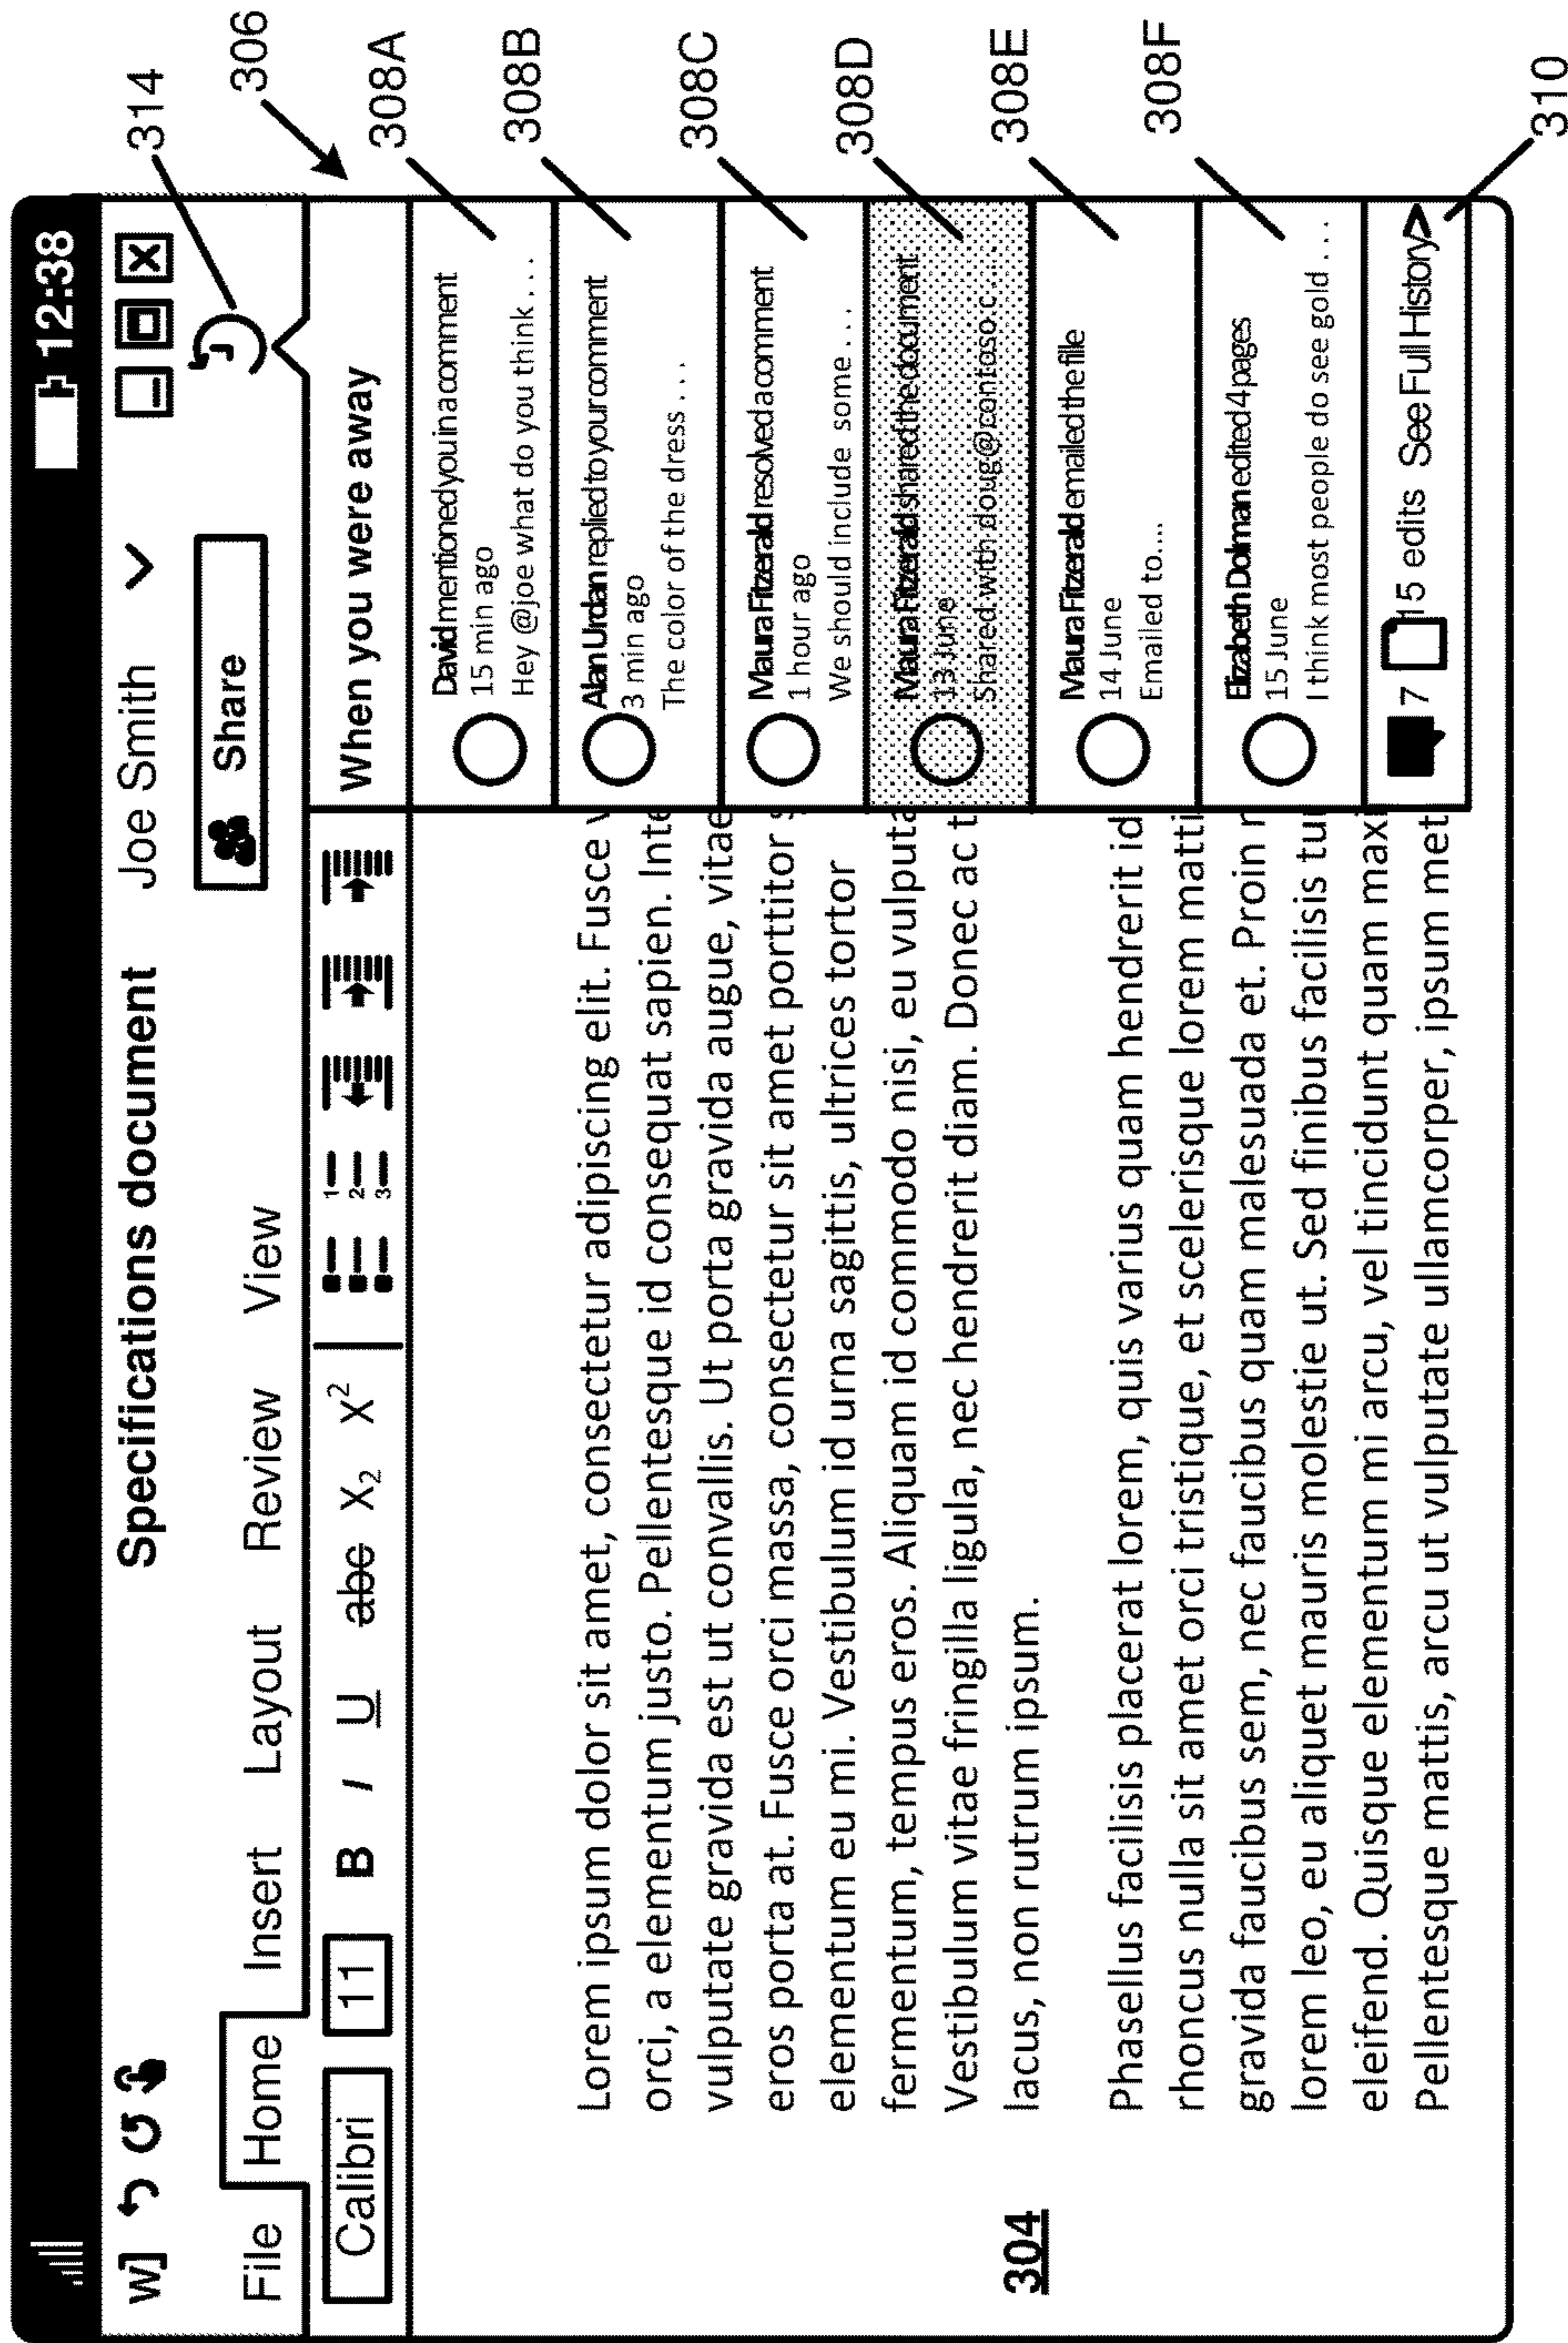 12:38
314
306
W] Specifications document Joe Smith
File Home Insert Layout Review View Share
Calibri 11 B I U abc X2 X2 1 2 3
When you were away
308A
David mentioned you in a comment
15 min ago
Hey @joe what do you think . . .
308B
Alan Urdan replied to your comment
3 min ago
The color of the dress . . .
308C
Maura Fitzerald resolved a comment
1 hour ago
We should include some . . .
308D
Maura Fitzerald shared the document
13 June
Shared with doug@contoso.c . . .
308E
Maura Fitzerald emailed the file
14 June
Emailed to....
308F
Elizabeth Dolman edited 4 pages
15 June
I think most people do see gold . . .
7 15 edits See Full History>
310
304
Lorem ipsum dolor sit amet, consectetur adipiscing elit. Fusce v
orci, a elementum justo. Pellentesque id consequat sapien. Inte
vulputate gravida est ut convallis. Ut porta gravida augue, vitae
eros porta at. Fusce orci massa, consectetur sit amet porttitor s
elementum eu mi. Vestibulum id urna sagittis, ultrices tortor
fermentum, tempus eros. Aliquam id commodo nisi, eu vulputa
Vestibulum vitae fringilla ligula, nec hendrerit diam. Donec ac t
lacus, non rutrum ipsum.
Phasellus facilisis placerat lorem, quis varius quam hendrerit id
rhoncus nulla sit amet orci tristique, et scelerisque lorem matti
gravida faucibus sem, nec faucibus quam malesuada et. Proin r
lorem leo, eu aliquet mauris molestie ut. Sed finibus facilisis tu
eleifend. Quisque elementum mi arcu, vel tincidunt quam maxi
Pellentesque mattis, arcu ut vulputate ullamcorper, ipsum met